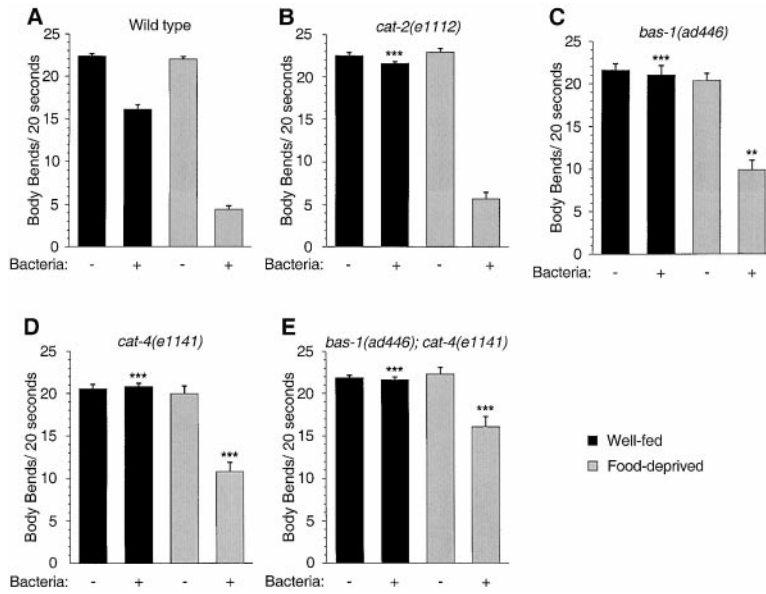 A
Wild type
Body Bends/ 20 seconds
25
20
15
10
5
0
Bacteria: - + - +
B
cat-2(e1112)
Body Bends/ 20 seconds
25
20
15
10
5
0
***
Bacteria: - + - +
C
bas-1(ad446)
Body Bends/ 20 seconds
25
20
15
10
5
0
***
**
Bacteria: - + - +
D
cat-4(e1141)
Body Bends/ 20 seconds
25
20
15
10
5
0
***
***
Bacteria: - + - +
E
bas-1(ad446); cat-4(e1141)
Body Bends/ 20 seconds
25
20
15
10
5
0
***
***
Bacteria: - + - +
Well-fed
Food-deprived